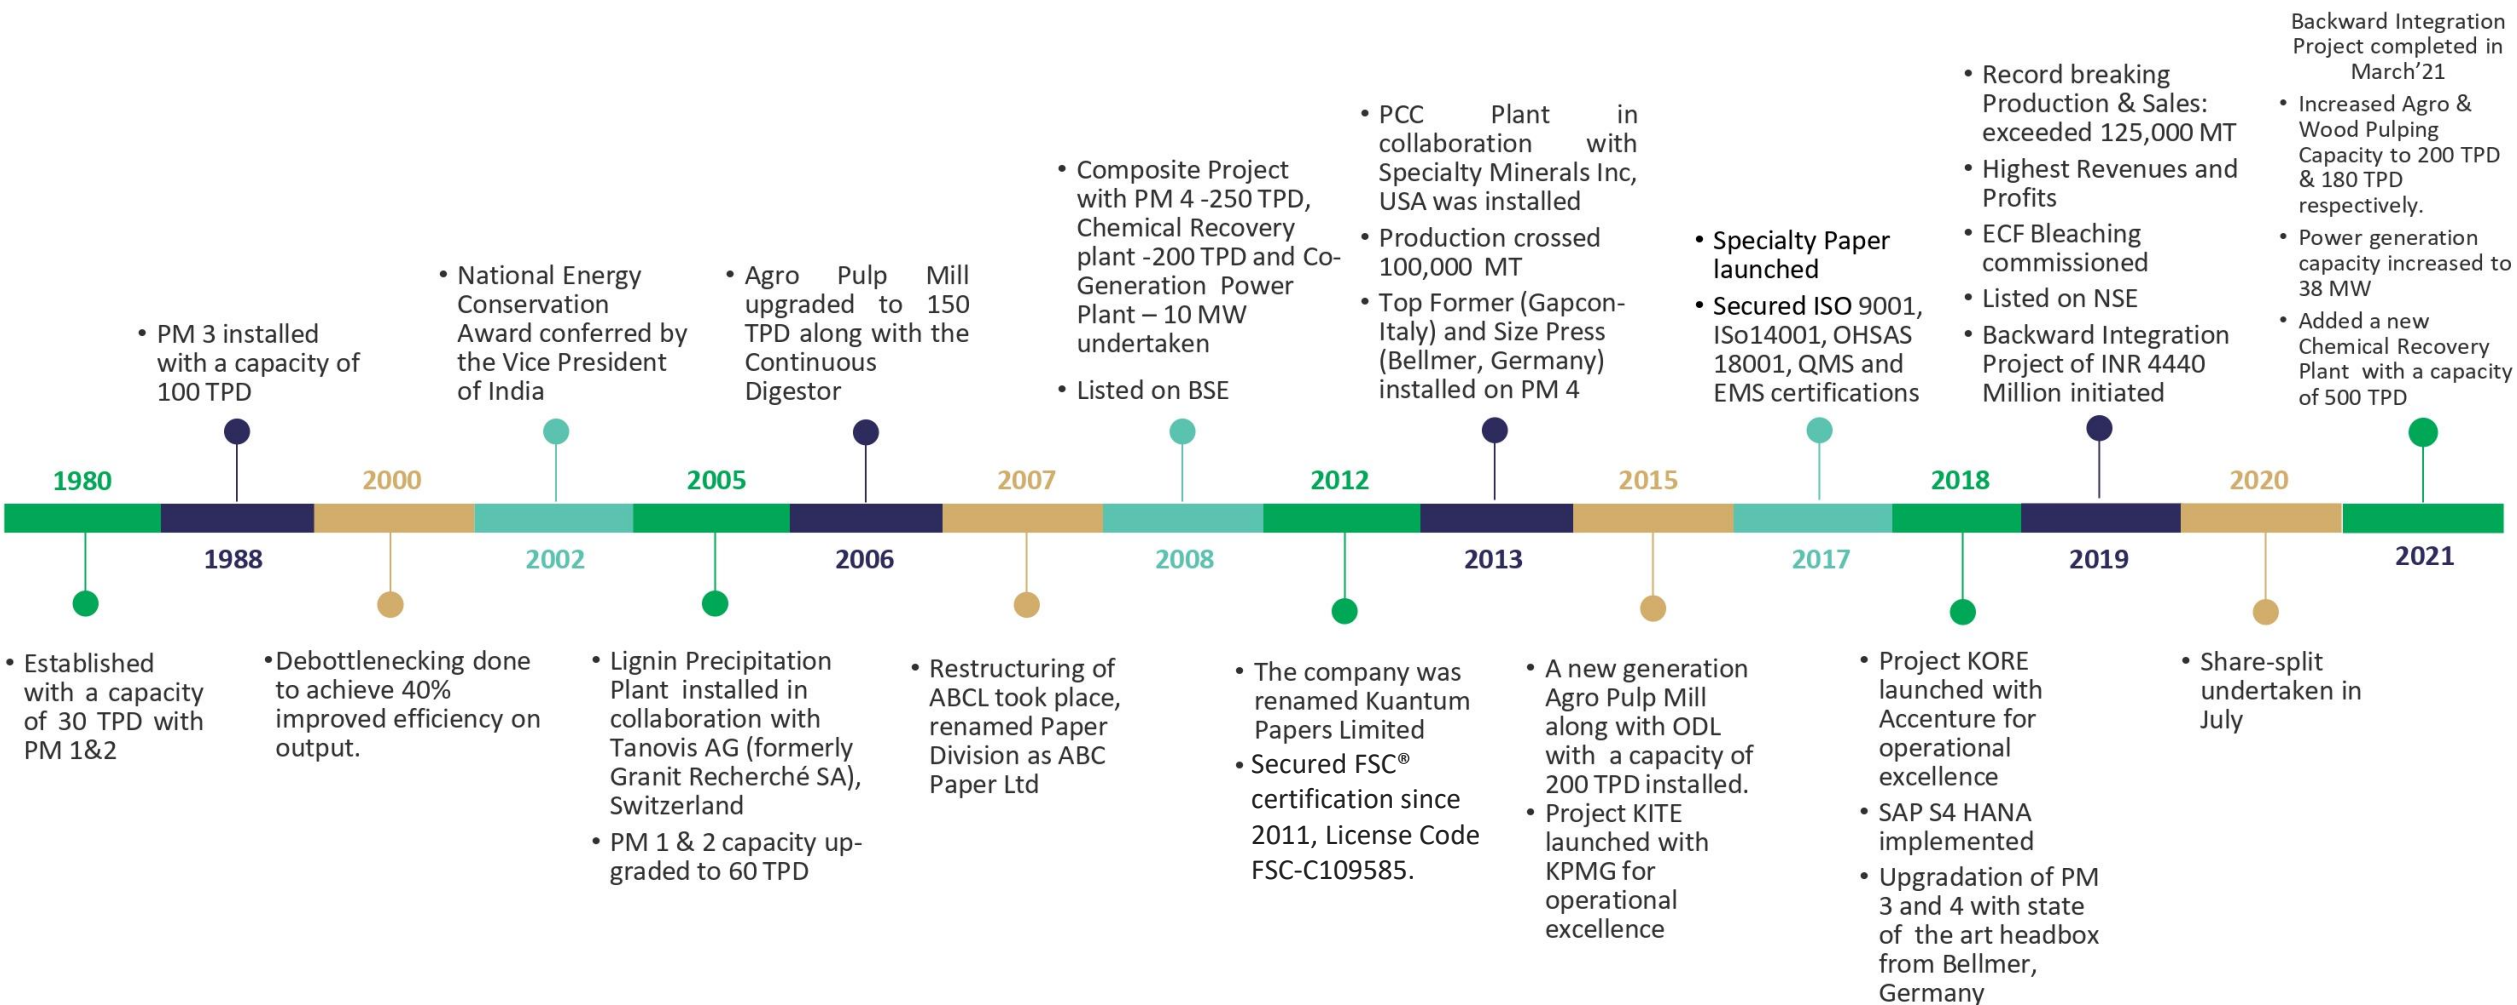 1980
• Established
with a capacity
of 30 TPD with
PM 1&2
• PM 3 installed
with a capacity of
100 TPD
1988
2000
•Debottlenecking done
to achieve 40%
improved efficiency on
output.
• National Energy
Conservation
Award conferred by
the Vice President
of India
2002
2005
• Lignin Precipitation
Plant installed in
collaboration with
Tanovis AG (formerly
Granit Recherché SA),
Switzerland
• PM 1 & 2 capacity up-
graded to 60 TPD
• Agro Pulp Mill
upgraded to 150
TPD along with the
Continuous
Digestor
2006
2007
• Restructuring of
ABCL took place,
renamed Paper
Division as ABC
Paper Ltd
• Composite Project
with PM 4 -250 TPD,
Chemical Recovery
plant -200 TPD and Co-
Generation Power
Plant – 10 MW
undertaken
• Listed on BSE
2008
2012
• The company was
renamed Kuantum
Papers Limited
• Secured FSC®
certification since
2011, License Code
FSC-C109585.
• PCC Plant in
collaboration with
Specialty Minerals Inc,
USA was installed
• Production crossed
100,000 MT
• Top Former (Gapcon-
Italy) and Size Press
(Bellmer, Germany)
installed on PM 4
2013
2015
• A new generation
Agro Pulp Mill
along with ODL
with a capacity of
200 TPD installed.
• Project KITE
launched with
KPMG for
operational
excellence
• Specialty Paper
launched
• Secured ISO 9001,
ISo14001, OHSAS
18001, QMS and
EMS certifications
2017
2018
• Project KORE
launched with
Accenture for
operational
excellence
• SAP S4 HANA
implemented
• Upgradation of PM
3 and 4 with state
of the art headbox
from Bellmer,
Germany
• Record breaking
Production & Sales:
exceeded 125,000 MT
• Highest Revenues and
Profits
• ECF Bleaching
commissioned
• Listed on NSE
• Backward Integration
Project of INR 4440
Million initiated
2019
2020
• Share-split
undertaken in
July
Backward Integration
Project completed in
March’21
• Increased Agro &
Wood Pulping
Capacity to 200 TPD
& 180 TPD
respectively.
• Power generation
capacity increased to
38 MW
• Added a new
Chemical Recovery
Plant with a capacity
of 500 TPD
2021